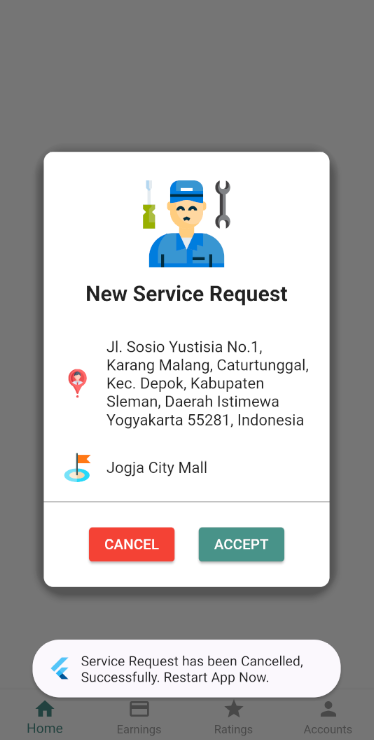 New Service Request
Jl. Sosio Yustisia No.1,
Karang Malang, Caturtunggal,
Kec. Depok, Kabupaten
Sleman, Daerah Istimewa
Yogyakarta 55281, Indonesia
Jogja City Mall
CANCEL ACCEPT
Service Request has been Cancelled,
Successfully. Restart App Now.
Home Earnings Ratings Accounts